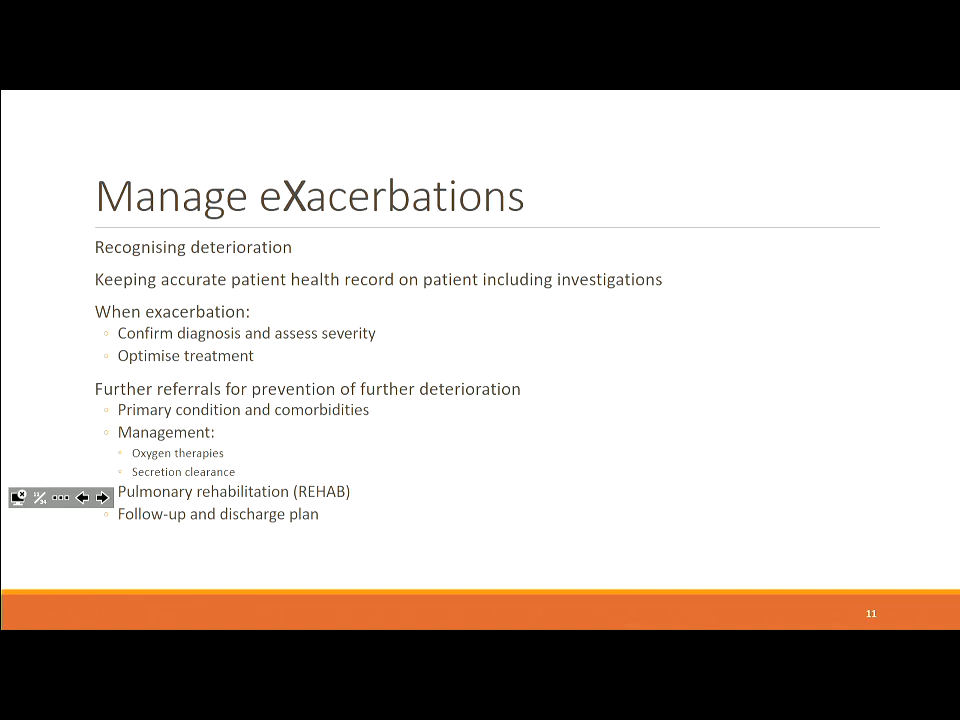 Manage eXacerbations
Recognising deterioration
Keeping accurate patient health record on patient including investigations
When exacerbation:
Confirm diagnosis and assess severity
Optimise treatment
Further referrals for prevention of further deterioration
Primary condition and comorbidities
Management:
Oxygen therapies
Secretion clearance
Pulmonary rehabilitation (REHAB)
11/34
Follow-up and discharge plan
11